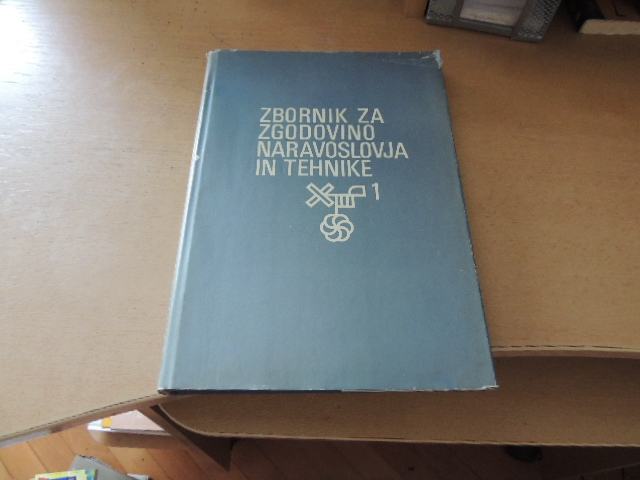 ZBORNIK ZA
ZGODOVINO
NARAVOSLOVJA
IN TEHNIKE
1